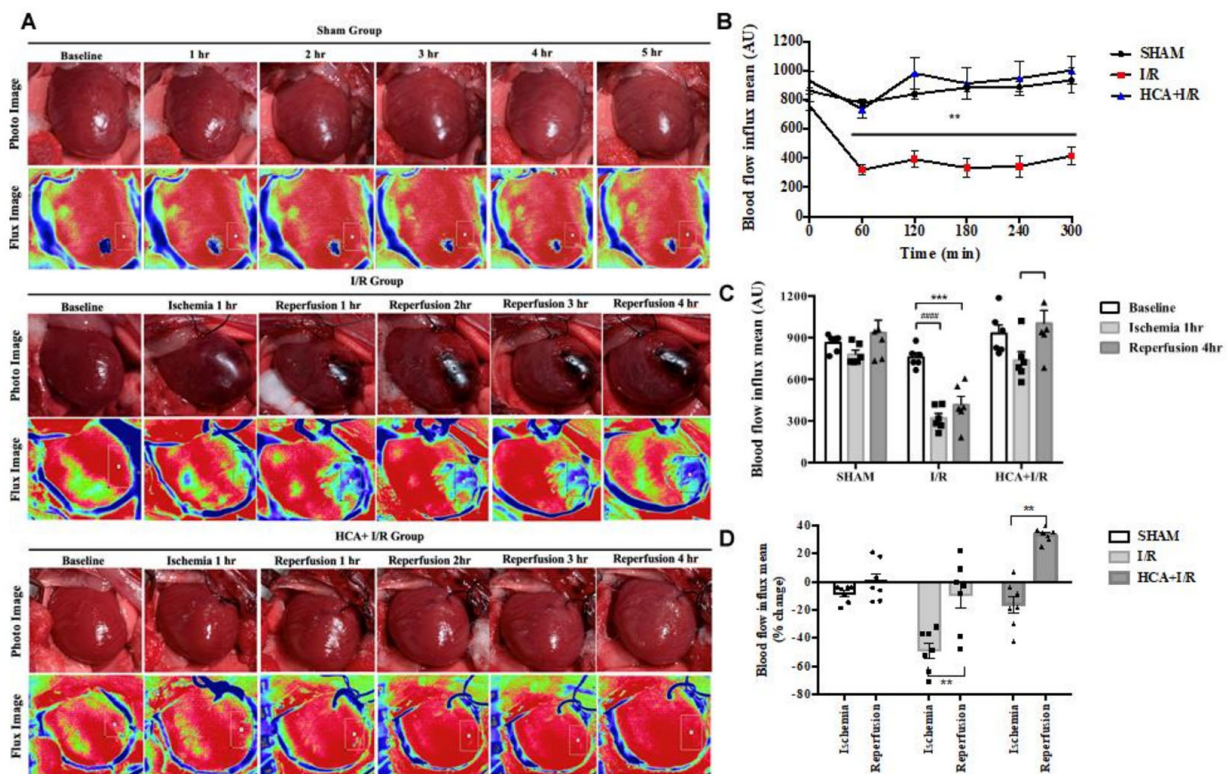 A
Sham Group
Baseline 1 hr 2 hr 3 hr 4 hr 5 hr
Photo Image
Flux Image
I/R Group
Baseline Ischemia 1 hr Reperfusion 1 hr Reperfusion 2hr Reperfusion 3 hr Reperfusion 4 hr
Photo Image
Flux Image
HCA+ I/R Group
Baseline Ischemia 1 hr Reperfusion 1 hr Reperfusion 2hr Reperfusion 3 hr Reperfusion 4 hr
Photo Image
Flux Image
B
Blood flow influx mean (AU)
1200
1000
800
600
400
200
0
0 60 120 180 240 300
Time (min)
**
SHAM
I/R
HCA+I/R
C
Blood flow influx mean (AU)
1200
900
600
300
0
***
####
SHAM I/R HCA+I/R
Baseline
Ischemia 1hr
Reperfusion 4hr
D
Blood flow influx mean
(% change)
40
20
0
-20
-40
-60
-80
**
**
Ischemia
Reperfusion
Ischemia
Reperfusion
Ischemia
Reperfusion
SHAM
I/R
HCA+I/R